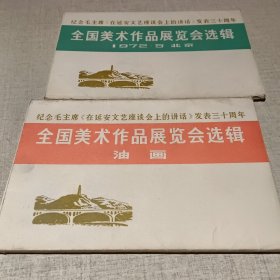 纪念毛主席《在延安文艺座谈会上的讲话》发表三十周年
全国美术作品展览会选辑
1972·5 北京
纪念毛主席《在延安文艺座谈会上的讲话》发表三十周年
全国美术作品展览会选辑
油画